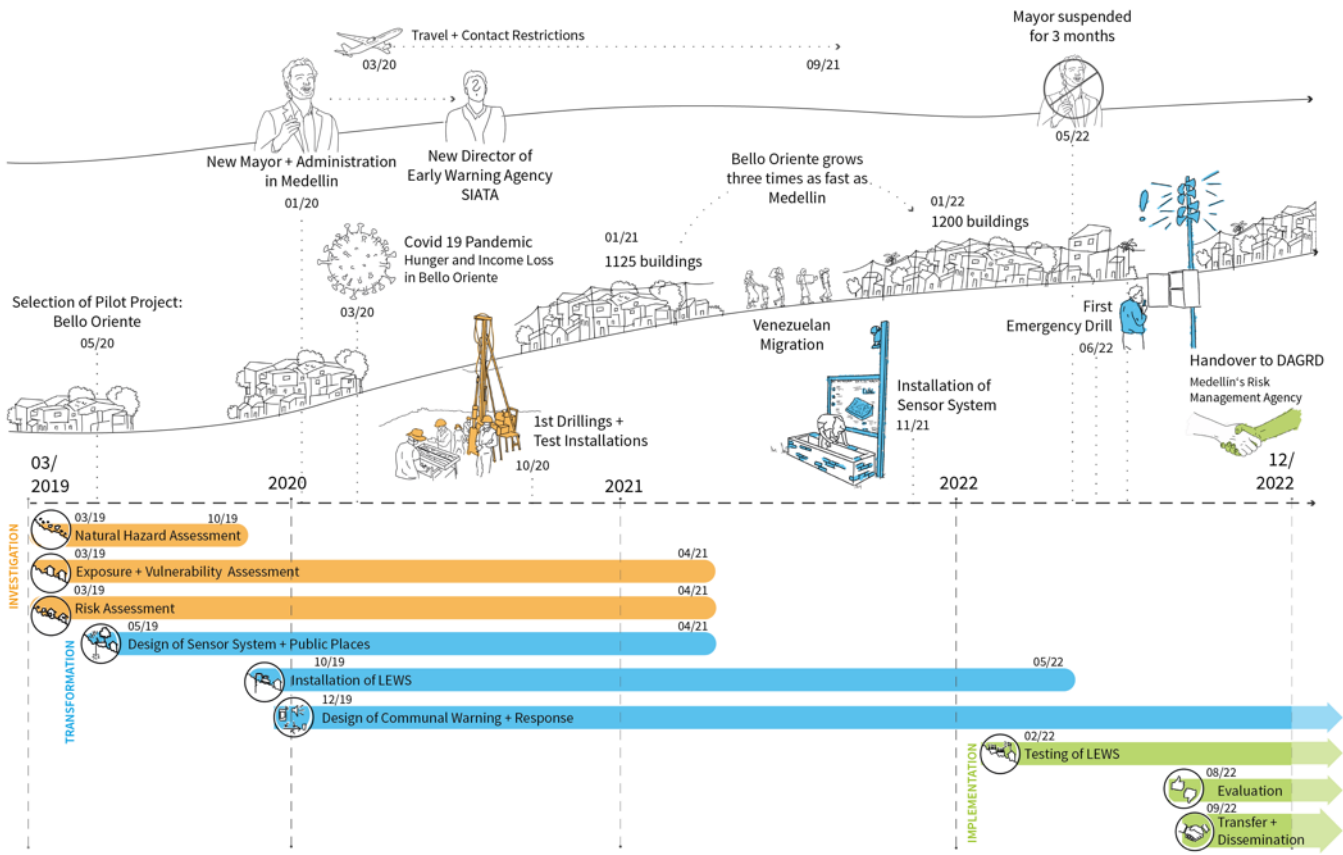 Mayor suspended
for 3 months
Travel + Contact Restrictions
03/20
09/21
05/22
New Mayor + Administration
in Medellin
01/20
New Director of
Early Warning Agency
SIATA
Bello Oriente grows
three times as fast as
Medellin
01/22
1200 buildings
Covid 19 Pandemic
Hunger and Income Loss
in Bello Oriente
03/20
01/21
1125 buildings
Selection of Pilot Project:
Bello Oriente
05/20
Venezuelan
Migration
First
Emergency Drill
06/22
Handover to DAGRD
Medellín's Risk
Management Agency
Installation of
Sensor System
11/21
1st Drillings +
Test Installations
10/20
03/
2019
2020
2021
2022
12/
2022
INVESTIGATION
03/19
10/19
Natural Hazard Assessment
03/19
04/21
Exposure + Vulnerability Assessment
03/19
04/21
Risk Assessment
TRANSFORMATION
05/19
04/21
Design of Sensor System + Public Places
10/19
05/22
Installation of LEWS
12/19
Design of Communal Warning + Response
IMPLEMENTATION
02/22
Testing of LEWS
08/22
Evaluation
09/22
Transfer +
Dissemination